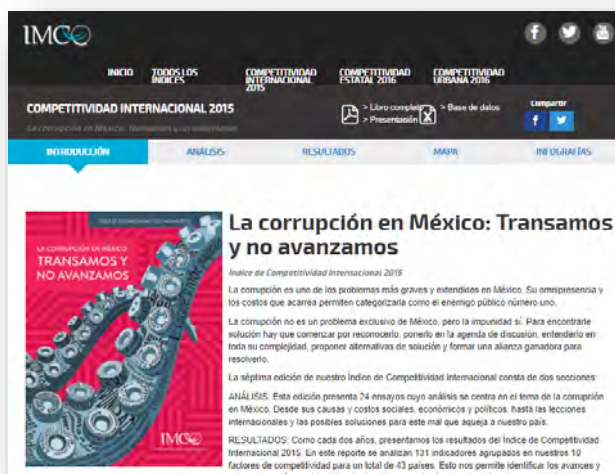 IMCO
INICIO
TODOS LOS
ÍNDICES
COMPETITIVIDAD
INTERNACIONAL
2015
COMPETITIVIDAD
ESTATAL 2016
COMPETITIVIDAD
URBANA 2016
COMPETITIVIDAD INTERNACIONAL 2015
La corrupción en México: Transamos y no avanzamos
> Libro completo
> Presentación
> Base de datos
Compartir
INTRODUCCIÓN
ANÁLISIS
RESULTADOS
MAPA
INFOGRAFÍAS
LA CORRUPCIÓN EN MÉXICO
TRANSAMOS Y
NO AVANZAMOS
IMCO
La corrupción en México: Transamos
y no avanzamos
Índice de Competitividad Internacional 2015
La corrupción es uno de los problemas más graves y extendidos en México. Su omnipresencia y
los costos que acarrea permiten categorizarla como el enemigo público número uno.
La corrupción no es un problema exclusivo de México, pero la impunidad sí. Para encontrarle
solución hay que comenzar por reconocerlo, ponerlo en la agenda de discusión, entenderlo en
toda su complejidad, proponer alternativas de solución y formar una alianza ganadora para
resolverlo.
La séptima edición de nuestro Índice de Competitividad Internacional consta de dos secciones:
ANÁLISIS: Esta edición presenta 24 ensayos cuyo análisis se centra en el tema de la corrupción
en México. Desde sus causas y costos sociales, económicos y políticos, hasta las lecciones
internacionales y las posibles soluciones para este mal que aqueja a nuestro país.
RESULTADOS: Como cada dos años, presentamos los resultados del Índice de Competitividad
Internacional 2015. En este reporte se analizan 131 indicadores agrupados en nuestros 10
factores de competitividad para un total de 43 países. Esto nos permite identificar los avances y